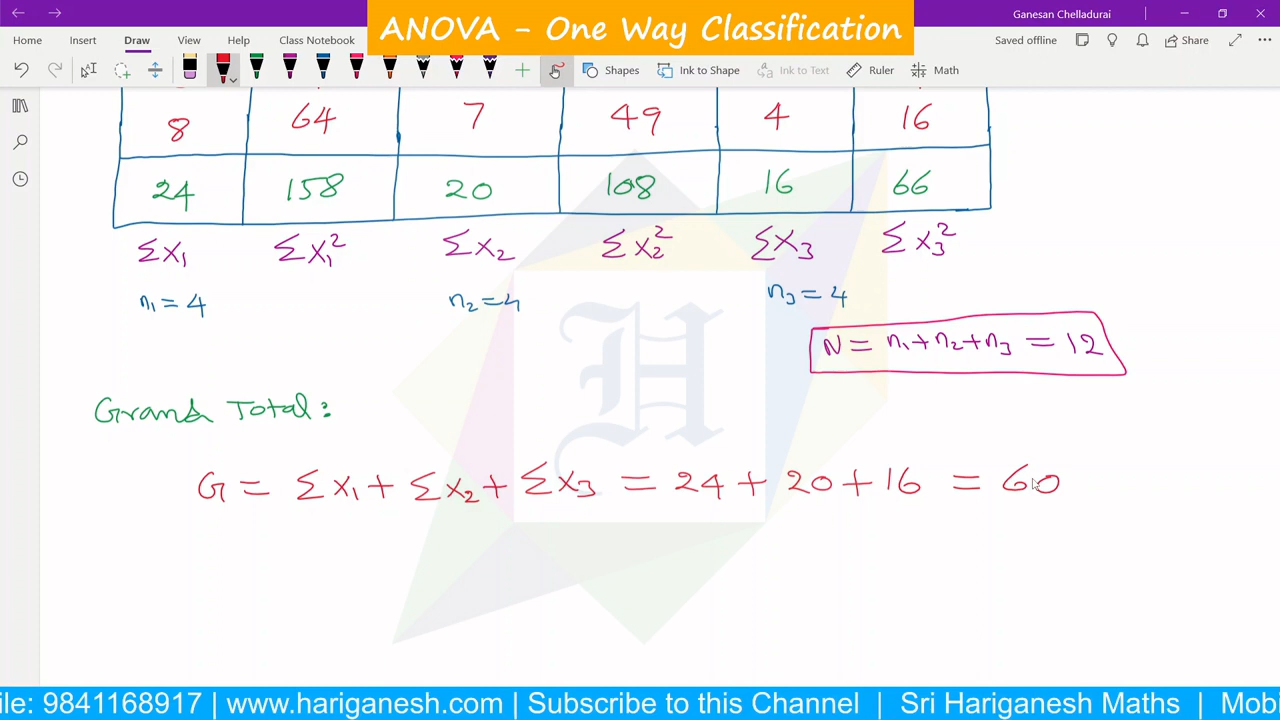 ANOVA - One Way Classification
Ganesan Chelladurai
Home Insert Draw View Help Class Notebook Saved offline Share
Shapes Ink to Shape Ink to Text Ruler Math
8 64 7 49 4 16
24 158 20 108 16 66
Σx₁ Σx₁² Σx₂ Σx₂² Σx₃ Σx₃²
n₁ = 4 n₂ = 4 n₃ = 4
N = n₁+n₂+n₃ = 12
Grand Total:
G = Σx₁ + Σx₂ + Σx₃ = 24 + 20 + 16 = 60
H
ile: 9841168917 | www.hariganesh.com | Subscribe to this Channel | Sri Hariganesh Maths | Mobi